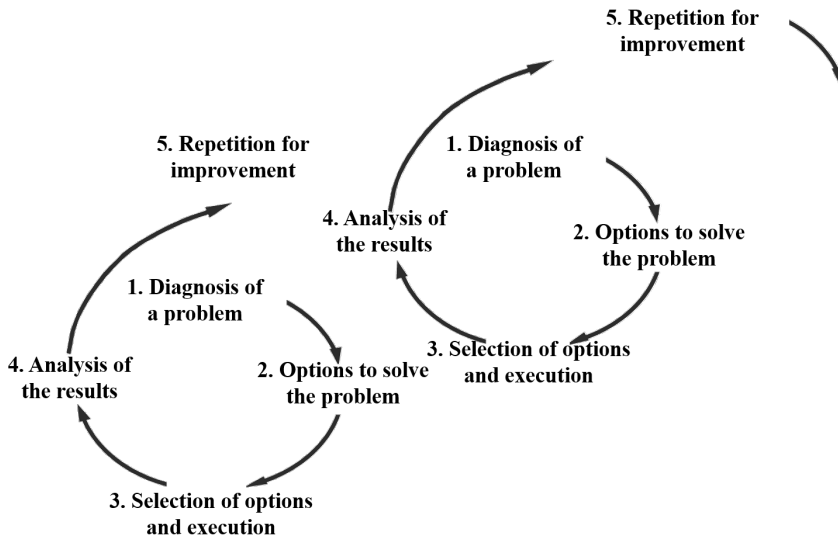 5. Repetition for
improvement
1. Diagnosis of
a problem
2. Options to solve
the problem
3. Selection of options
and execution
4. Analysis of
the results
5. Repetition for
improvement
1. Diagnosis of
a problem
2. Options to solve
the problem
3. Selection of options
and execution
4. Analysis of
the results